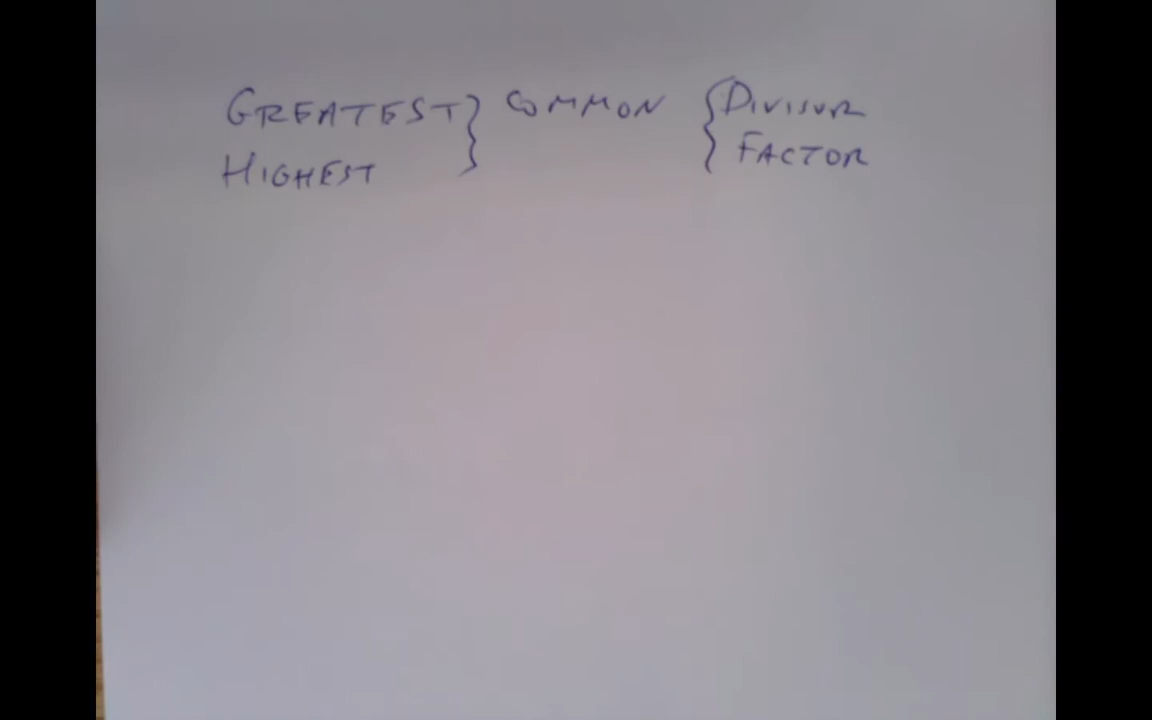 GREATEST } COMMON { DIVISOR
HIGHEST } { FACTOR